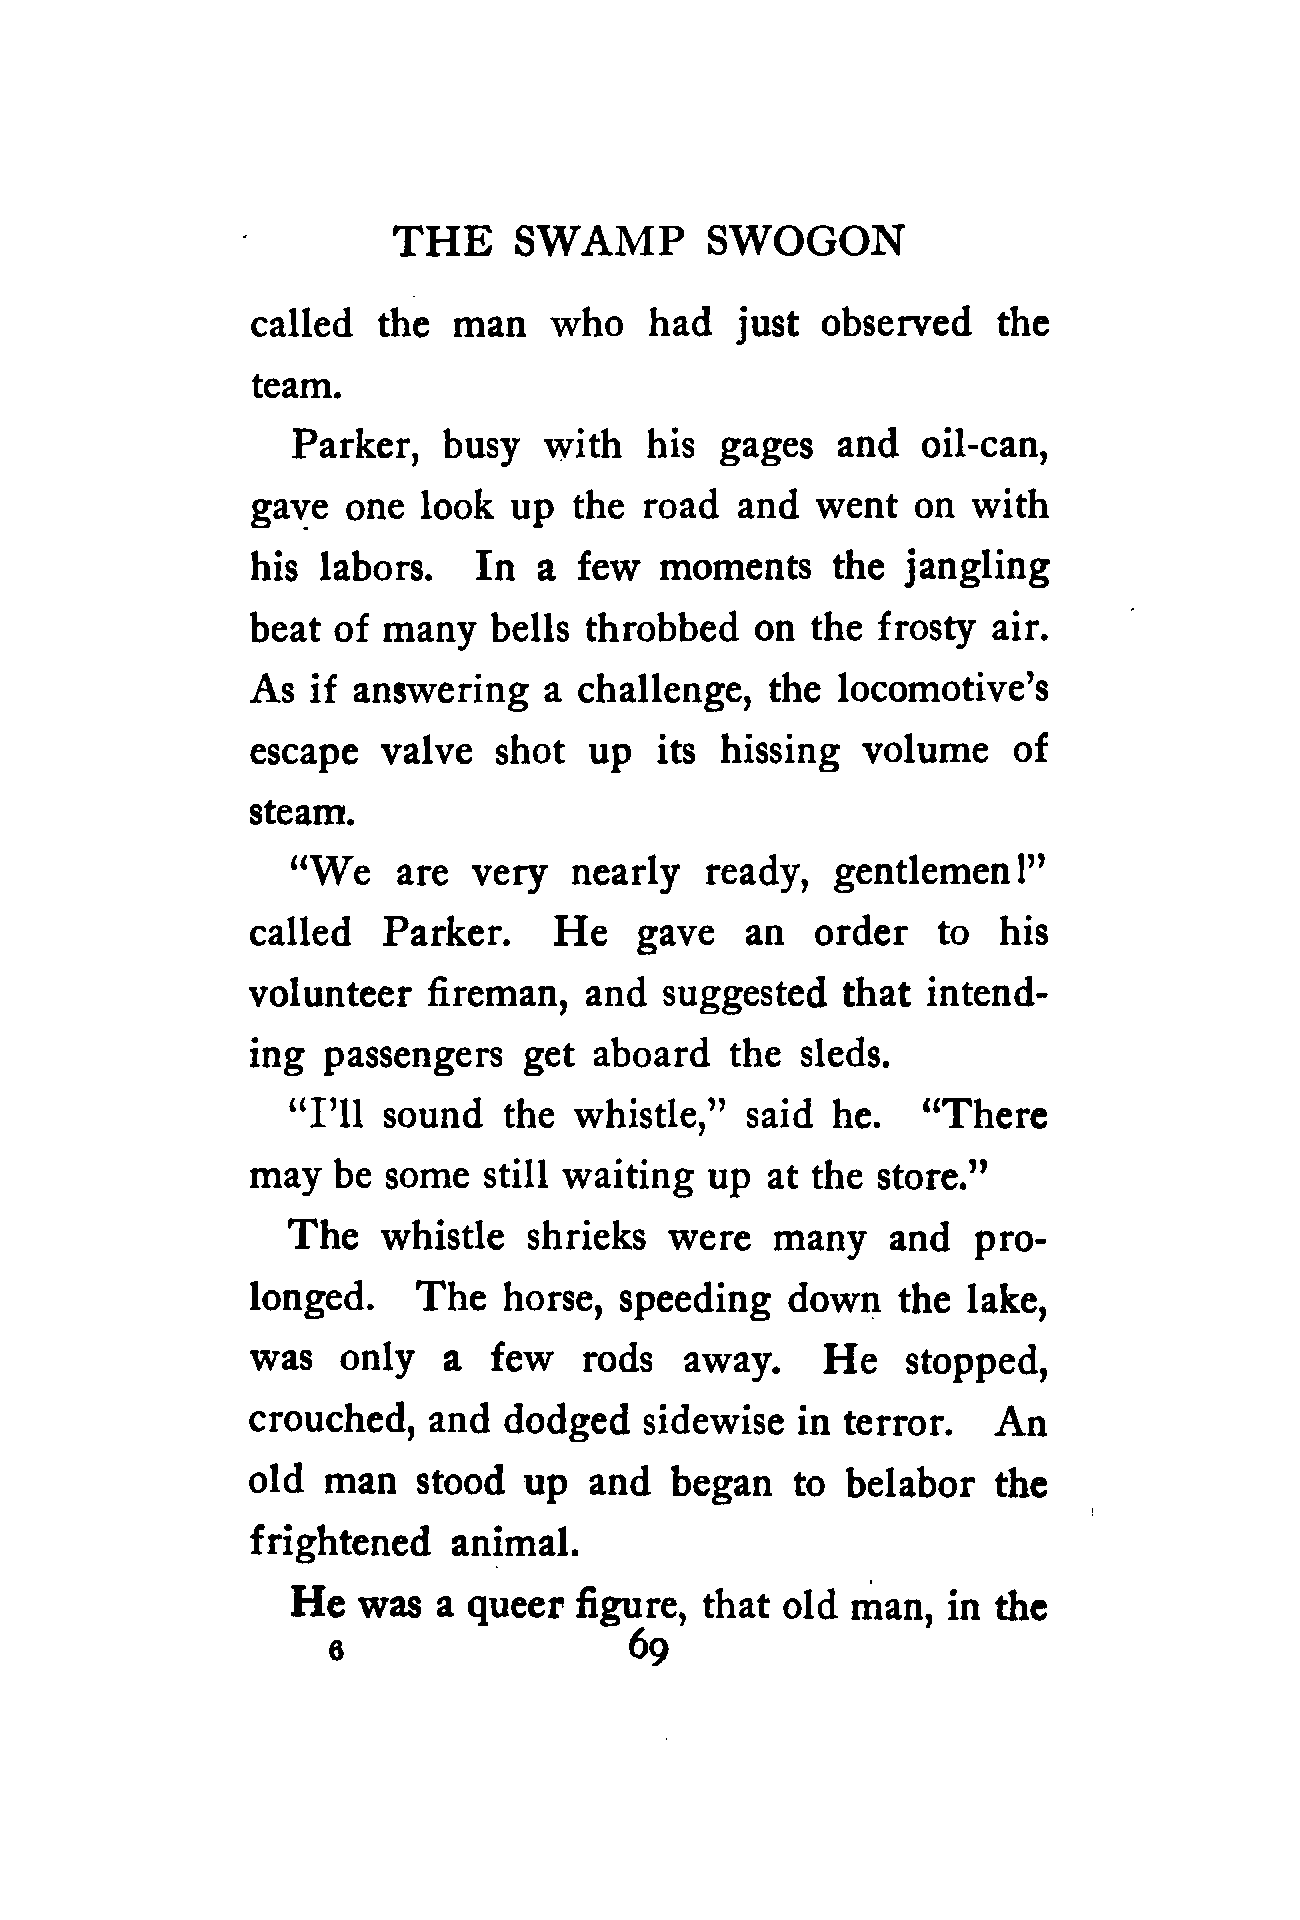 THE SWAMP SWOGON
called the man who had just observed the
team.
Parker, busy with his gages and oil-can,
gave one look up the road and went on with
his labors. In a few moments the jangling
beat of many bells throbbed on the frosty air.
As if answering a challenge, the locomotive's
escape valve shot up its hissing volume of
steam.
"We are very nearly ready, gentlemen!"
called Parker. He gave an order to his
volunteer fireman, and suggested that intend-
ing passengers get aboard the sleds.
"I'll sound the whistle," said he. "There
may be some still waiting up at the store."
The whistle shrieks were many and pro-
longed. The horse, speeding down the lake,
was only a few rods away. He stopped,
crouched, and dodged sidewise in terror. An
old man stood up and began to belabor the
frightened animal.
He was a queer figure, that old man, in the
6 69